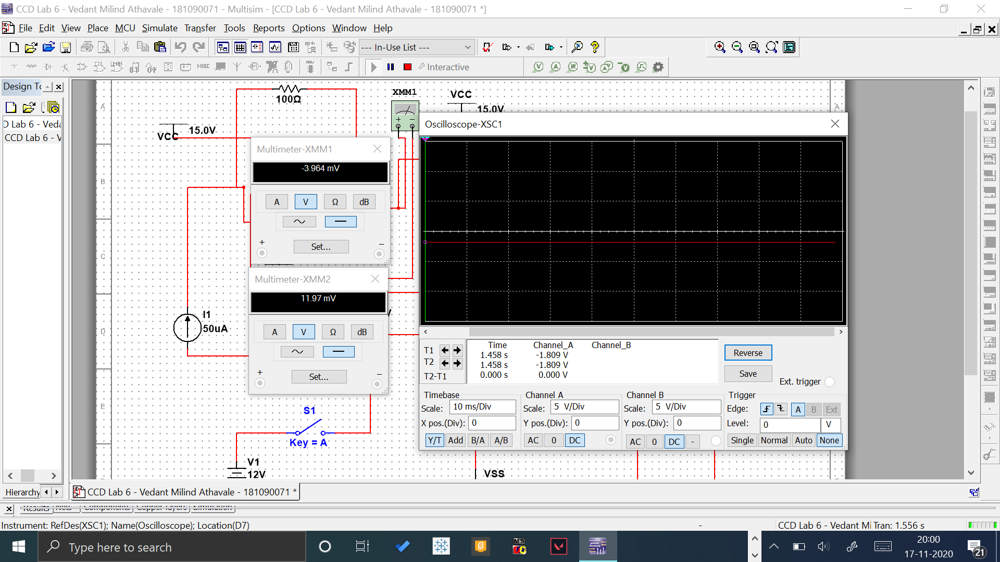 CCD Lab 6 - Vedant Milind Athavale - 181090071 - Multisim - [CCD Lab 6 - Vedant Milind Athavale - 181090071 *]
File Edit View Place MCU Simulate Transfer Tools Reports Options Window Help
--- In-Use List ---
MISC
Interactive
Design To
D Lab 6 - Veda
CCD Lab 6 - V
A
B
C
D
E
100Ω
VCC
15.0V
XMM1
VCC
15.0V
A
I1
50uA
S1
Key = A
V1
12V
VSS
Multimeter-XMM1
-3.964 mV
A V Ω dB
+ Set... −
Multimeter-XMM2
11.97 mV
A V Ω dB
+ Set... −
Oscilloscope-XSC1
Time Channel_A Channel_B
T1 1.458 s -1.809 V
T2 1.458 s -1.809 V
T2-T1 0.000 s 0.000 V
Reverse
Save
Ext. trigger
Timebase
Scale: 10 ms/Div
X pos.(Div): 0
Y/T Add B/A A/B
Channel A
Scale: 5 V/Div
Y pos.(Div): 0
AC 0 DC
Channel B
Scale: 5 V/Div
Y pos.(Div): 0
AC 0 DC -
Trigger
Edge: A B Ext
Level: 0 V
Single Normal Auto None
Hierarchy
CCD Lab 6 - Vedant Milind Athavale - 181090071 *
Results Nets Components Copper layers Simulation
Instrument: RefDes(XSC1); Name(Oscilloscope); Location(D7)
-
CCD Lab 6 - Vedant Mi Tran: 1.556 s
Type here to search
MS
20:00
17-11-2020
21